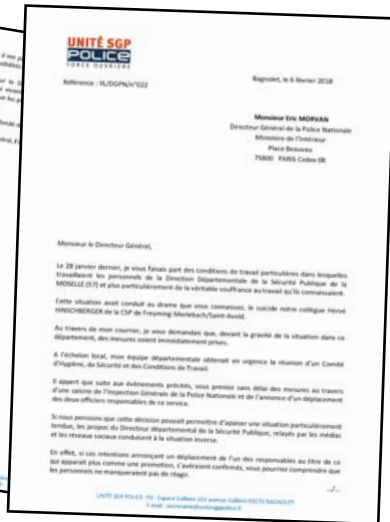 UNITÉ SGP
POLICE
FORCE OUVRIÈRE
Référence : YL/DGPN/n°022
Bagnolet, le 6 février 2018
Monsieur Eric MORVAN
Directeur Général de la Police Nationale
Ministère de l'Intérieur
Place Beauvau
75800 PARIS Cedex 08
Monsieur le Directeur Général,
Le 28 janvier dernier, je vous faisais part des conditions de travail particulières dans lesquelles
travaillaient les personnels de la Direction Départementale de la Sécurité Publique de la
MOSELLE (57) et plus particulièrement de la véritable souffrance au travail qu'ils connaissaient.
Cette situation avait conduit au drame que vous connaissez, le suicide notre collègue Hervé
HINSCHBERGER de la CSP de Freyming-Merlebach/Saint-Avold.
Au travers de mon courrier, je vous demandais que, devant la gravité de la situation dans ce
département, des mesures soient immédiatement prises.
A l'échelon local, mon équipe départementale obtenait en urgence la réunion d'un Comité
d'Hygiène, de Sécurité et des Conditions de Travail.
Il appert que suite aux évènements précités, vous preniez sans délai des mesures au travers
d'une saisine de l'Inspection Générale de la Police Nationale et de l'annonce d'un déplacement
des deux officiers responsables de ce service.
Si nous pensions que cette décision pouvait permettre d'apaiser une situation particulièrement
tendue, les propos du Directeur départemental de la Sécurité Publique, relayés par les médias
et les réseaux sociaux conduisent à la situation inverse.
En effet, si ces intentions annonçant un déplacement de l'un des responsables au titre de ce
qui apparait plus comme une promotion, s'avéraient confirmés, vous pourriez comprendre que
les personnels ne manqueraient pas de réagir.
…/…
UNITE SGP POLICE - FO - Espace Gallieni 163 avenue Gallieni 93170 BAGNOLET